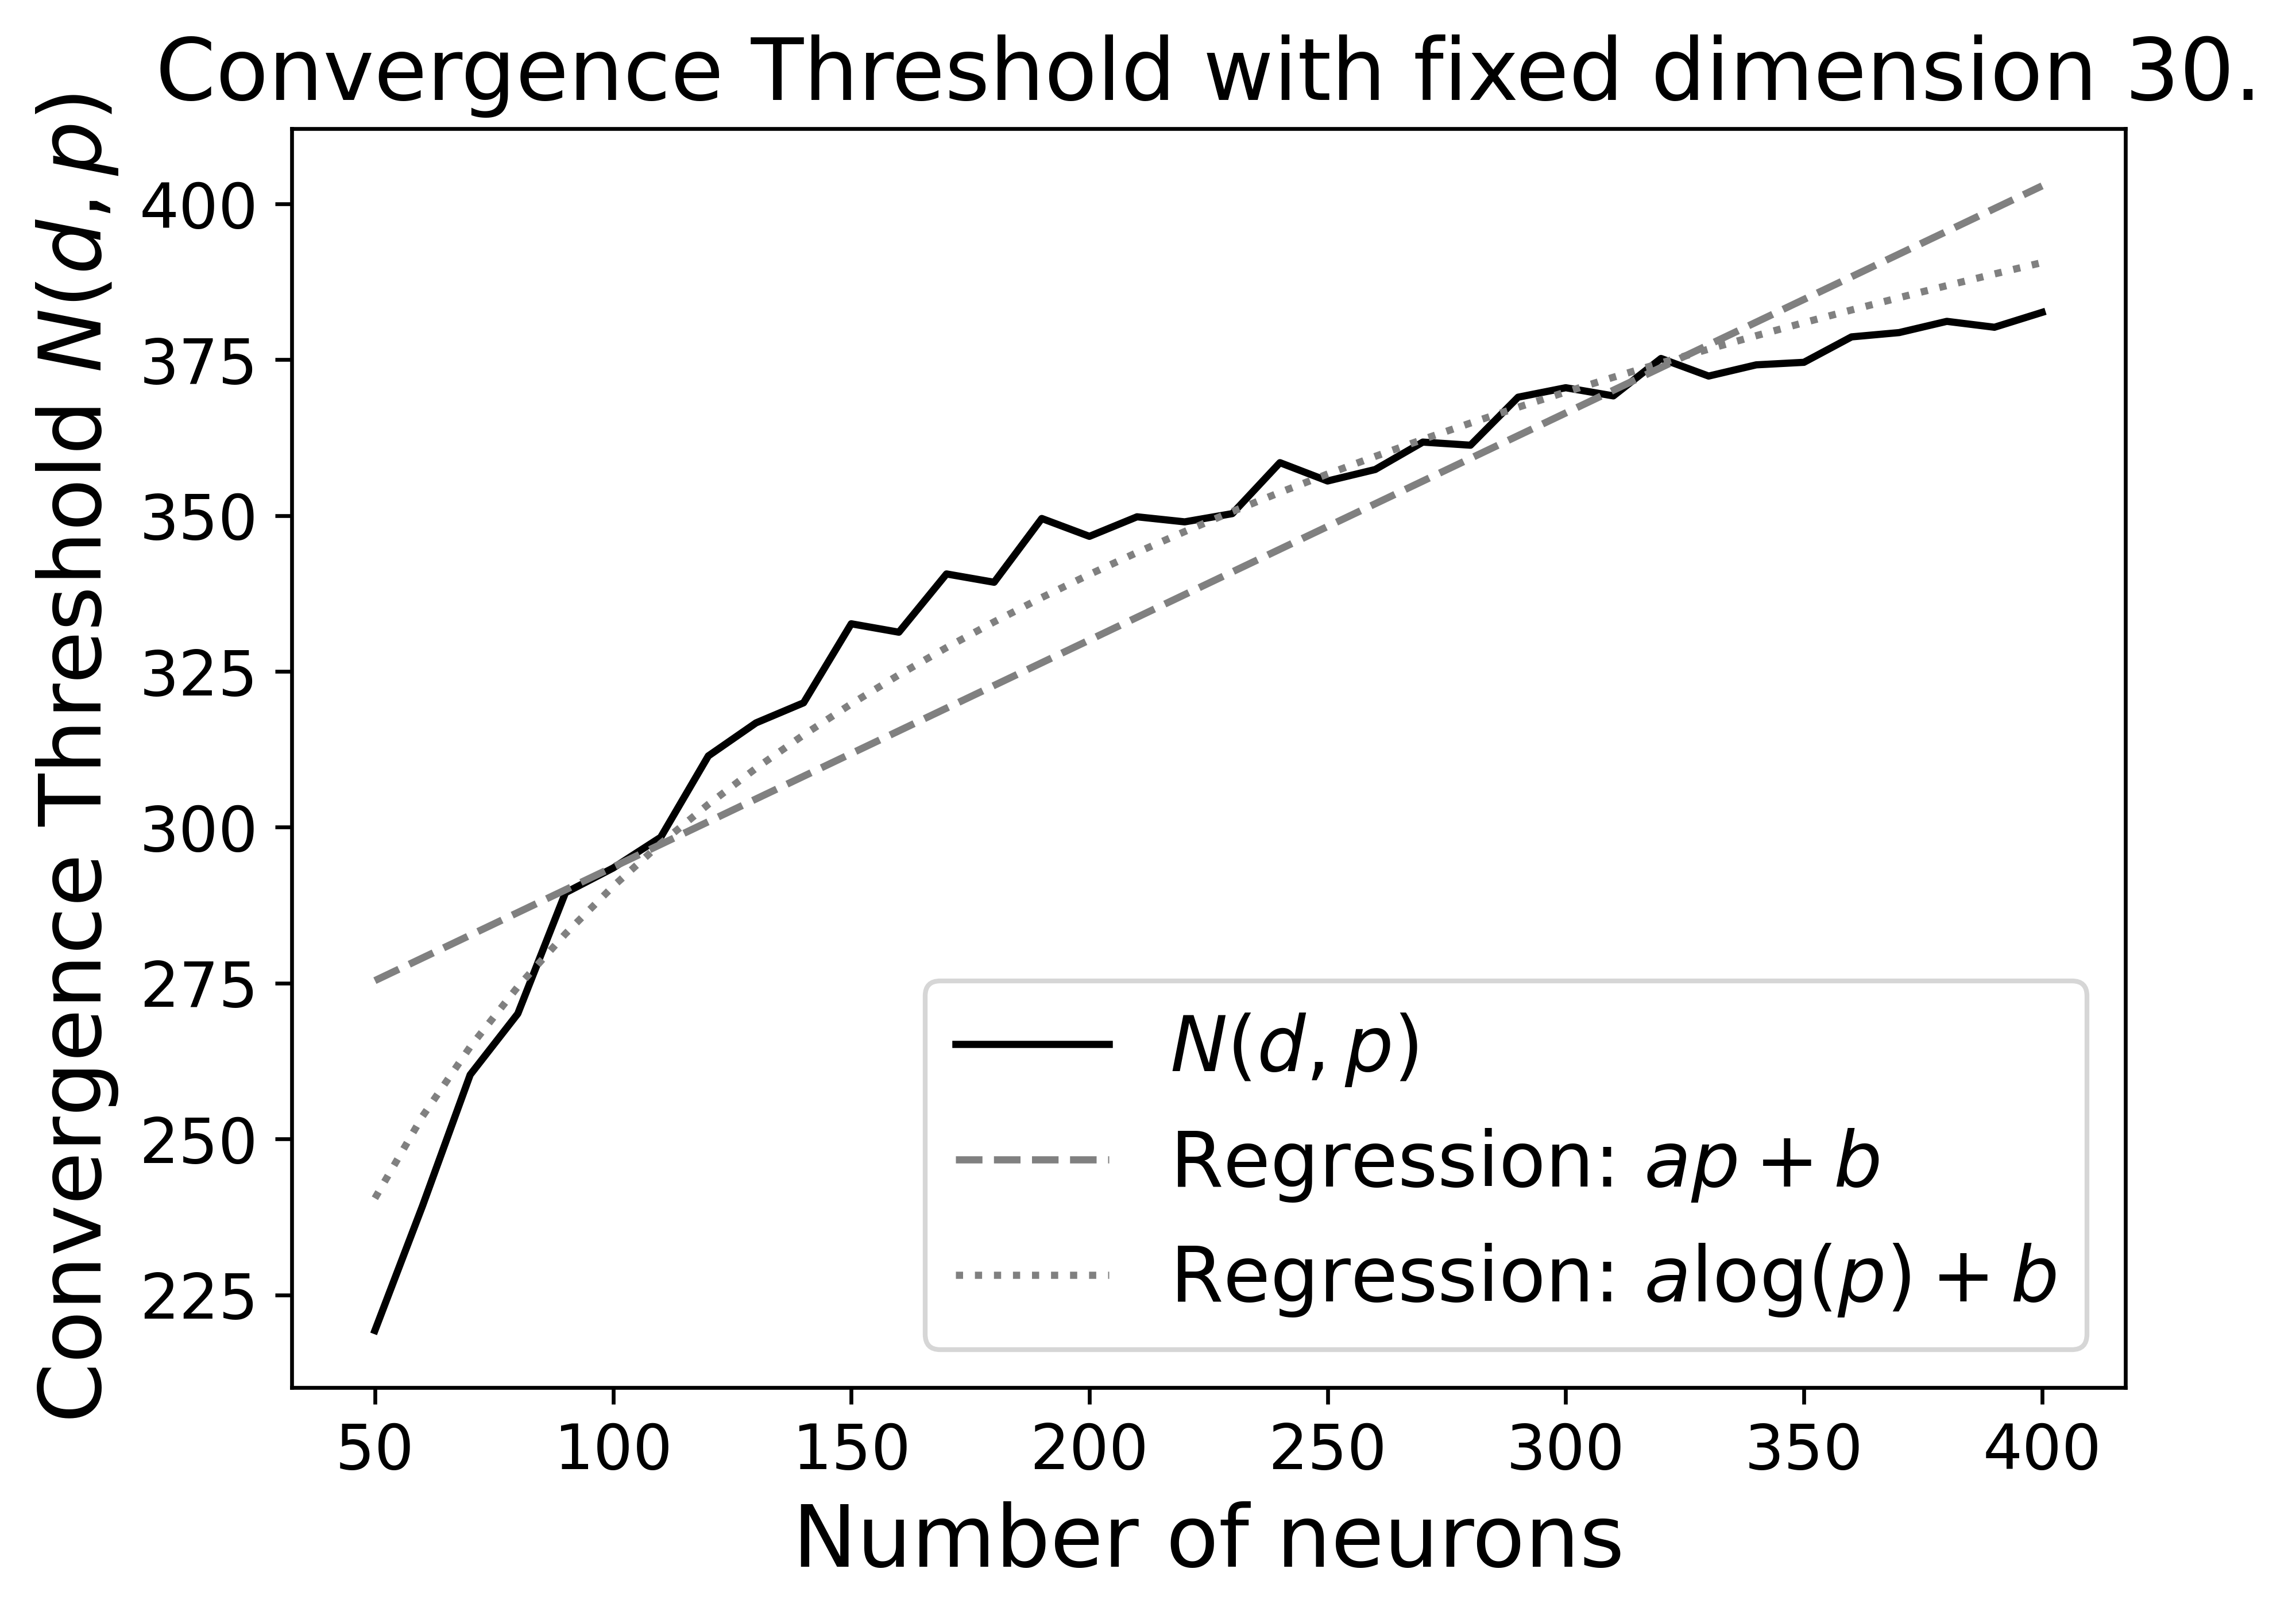 Convergence Threshold with fixed dimension 30.
Convergence Threshold N(d, p)
400
375
350
325
300
275
250
225
N(d, p)
Regression: ap + b
Regression: alog(p) + b
50 100 150 200 250 300 350 400
Number of neurons